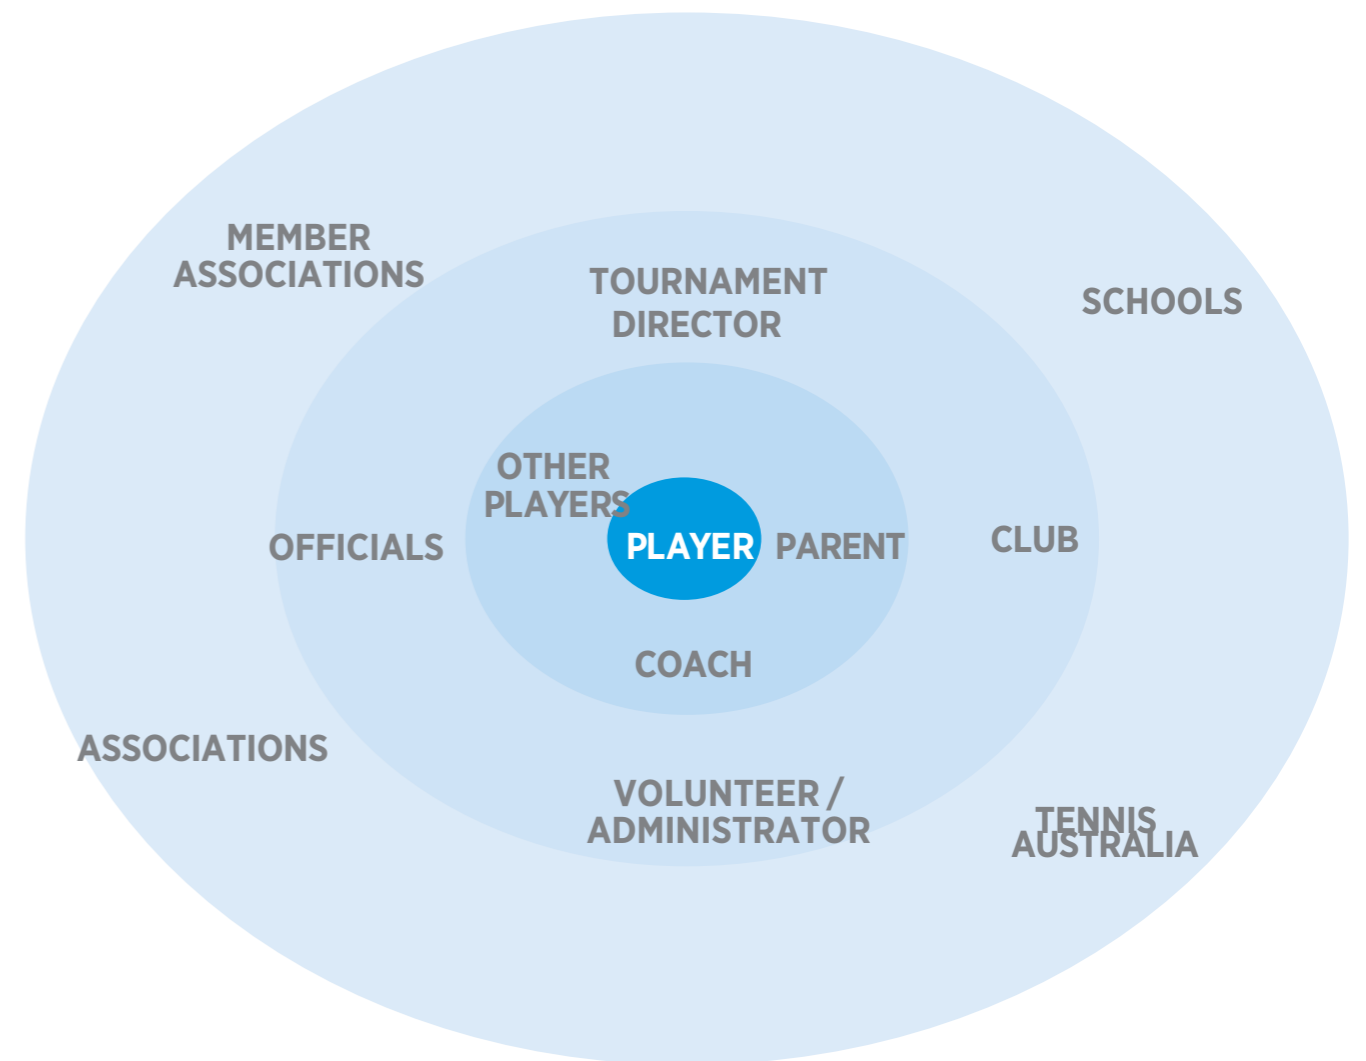 MEMBER
ASSOCIATIONS
TOURNAMENT
DIRECTOR
SCHOOLS
OTHER
PLAYERS
OFFICIALS
PLAYER
PARENT
CLUB
COACH
ASSOCIATIONS
VOLUNTEER /
ADMINISTRATOR
TENNIS
AUSTRALIA